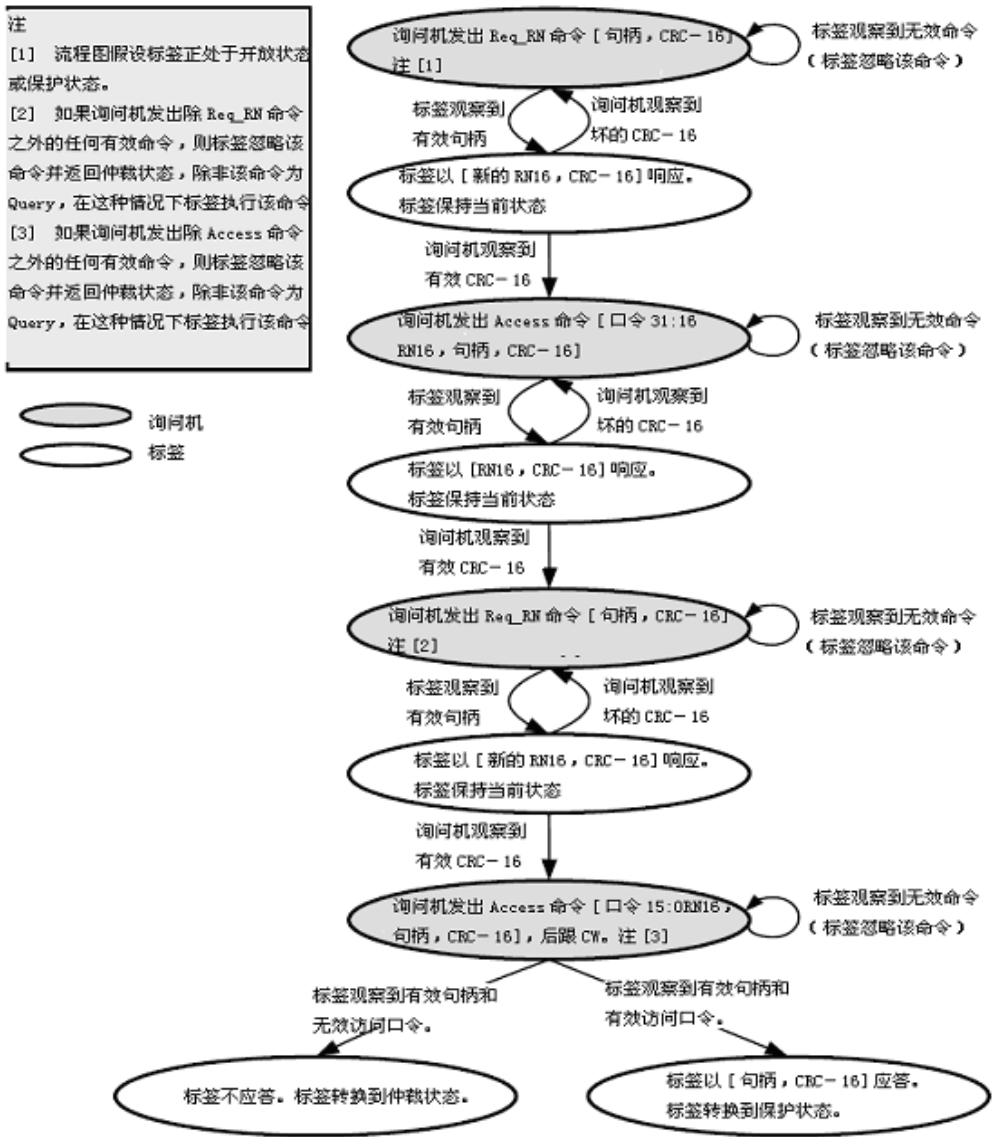 注
[1] 流程图假设标签正处于开放状态
或保护状态。
[2] 如果询问机发出除 Req_RN 命令
之外的任何有效命令，则标签忽略该
命令并返回仲裁状态，除非该命令为
Query，在这种情况下标签执行该命令
[3] 如果询问机发出除 Access 命令
之外的任何有效命令，则标签忽略该
命令并返回仲裁状态，除非该命令为
Query，在这种情况下标签执行该命令
询问机
标签
询问机发出 Req_RN 命令 [ 句柄，CRC-16]
注 [1]
标签观察到无效命令
（标签忽略该命令）
标签观察到
有效句柄
询问机观察到
坏的 CRC-16
标签以 [ 新的 RN16，CRC-16] 响应。
标签保持当前状态
询问机观察到
有效 CRC-16
询问机发出 Access 命令 [ 口令 31:16
RN16，句柄，CRC-16]
标签观察到无效命令
（标签忽略该命令）
标签观察到
有效句柄
询问机观察到
坏的 CRC-16
标签以 [RN16，CRC-16] 响应。
标签保持当前状态
询问机观察到
有效 CRC-16
询问机发出 Req_RN 命令 [ 句柄，CRC-16]
注 [2]
标签观察到无效命令
（标签忽略该命令）
标签观察到
有效句柄
询问机观察到
坏的 CRC-16
标签以 [ 新的 RN16，CRC-16] 响应。
标签保持当前状态
询问机观察到
有效 CRC-16
询问机发出 Access 命令 [ 口令 15:0RN16，
句柄，CRC-16]，后跟 CW。注 [3]
标签观察到无效命令
（标签忽略该命令）
标签观察到有效句柄和
无效访问口令。
标签观察到有效句柄和
有效访问口令。
标签不应答。标签转换到仲裁状态。
标签以 [ 句柄，CRC-16] 应答。
标签转换到保护状态。